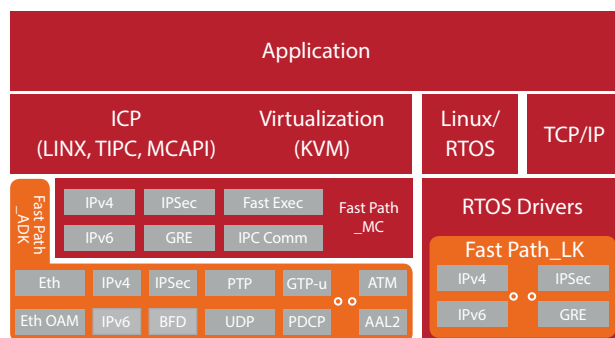 Application
ICP
(LINX, TIPC, MCAPI)
Virtualization
(KVM)
Linux/
RTOS
TCP/IP
Fast Path
_ADK
IPv4
IPSec
Fast Exec
IPv6
GRE
IPC Comm
Fast Path
_MC
RTOS Drivers
Fast Path_LK
IPv4
IPSec
IPv6
GRE
Eth
IPv4
IPSec
PTP
GTP-u
ATM
Eth OAM
IPv6
BFD
UDP
PDCP
AAL2